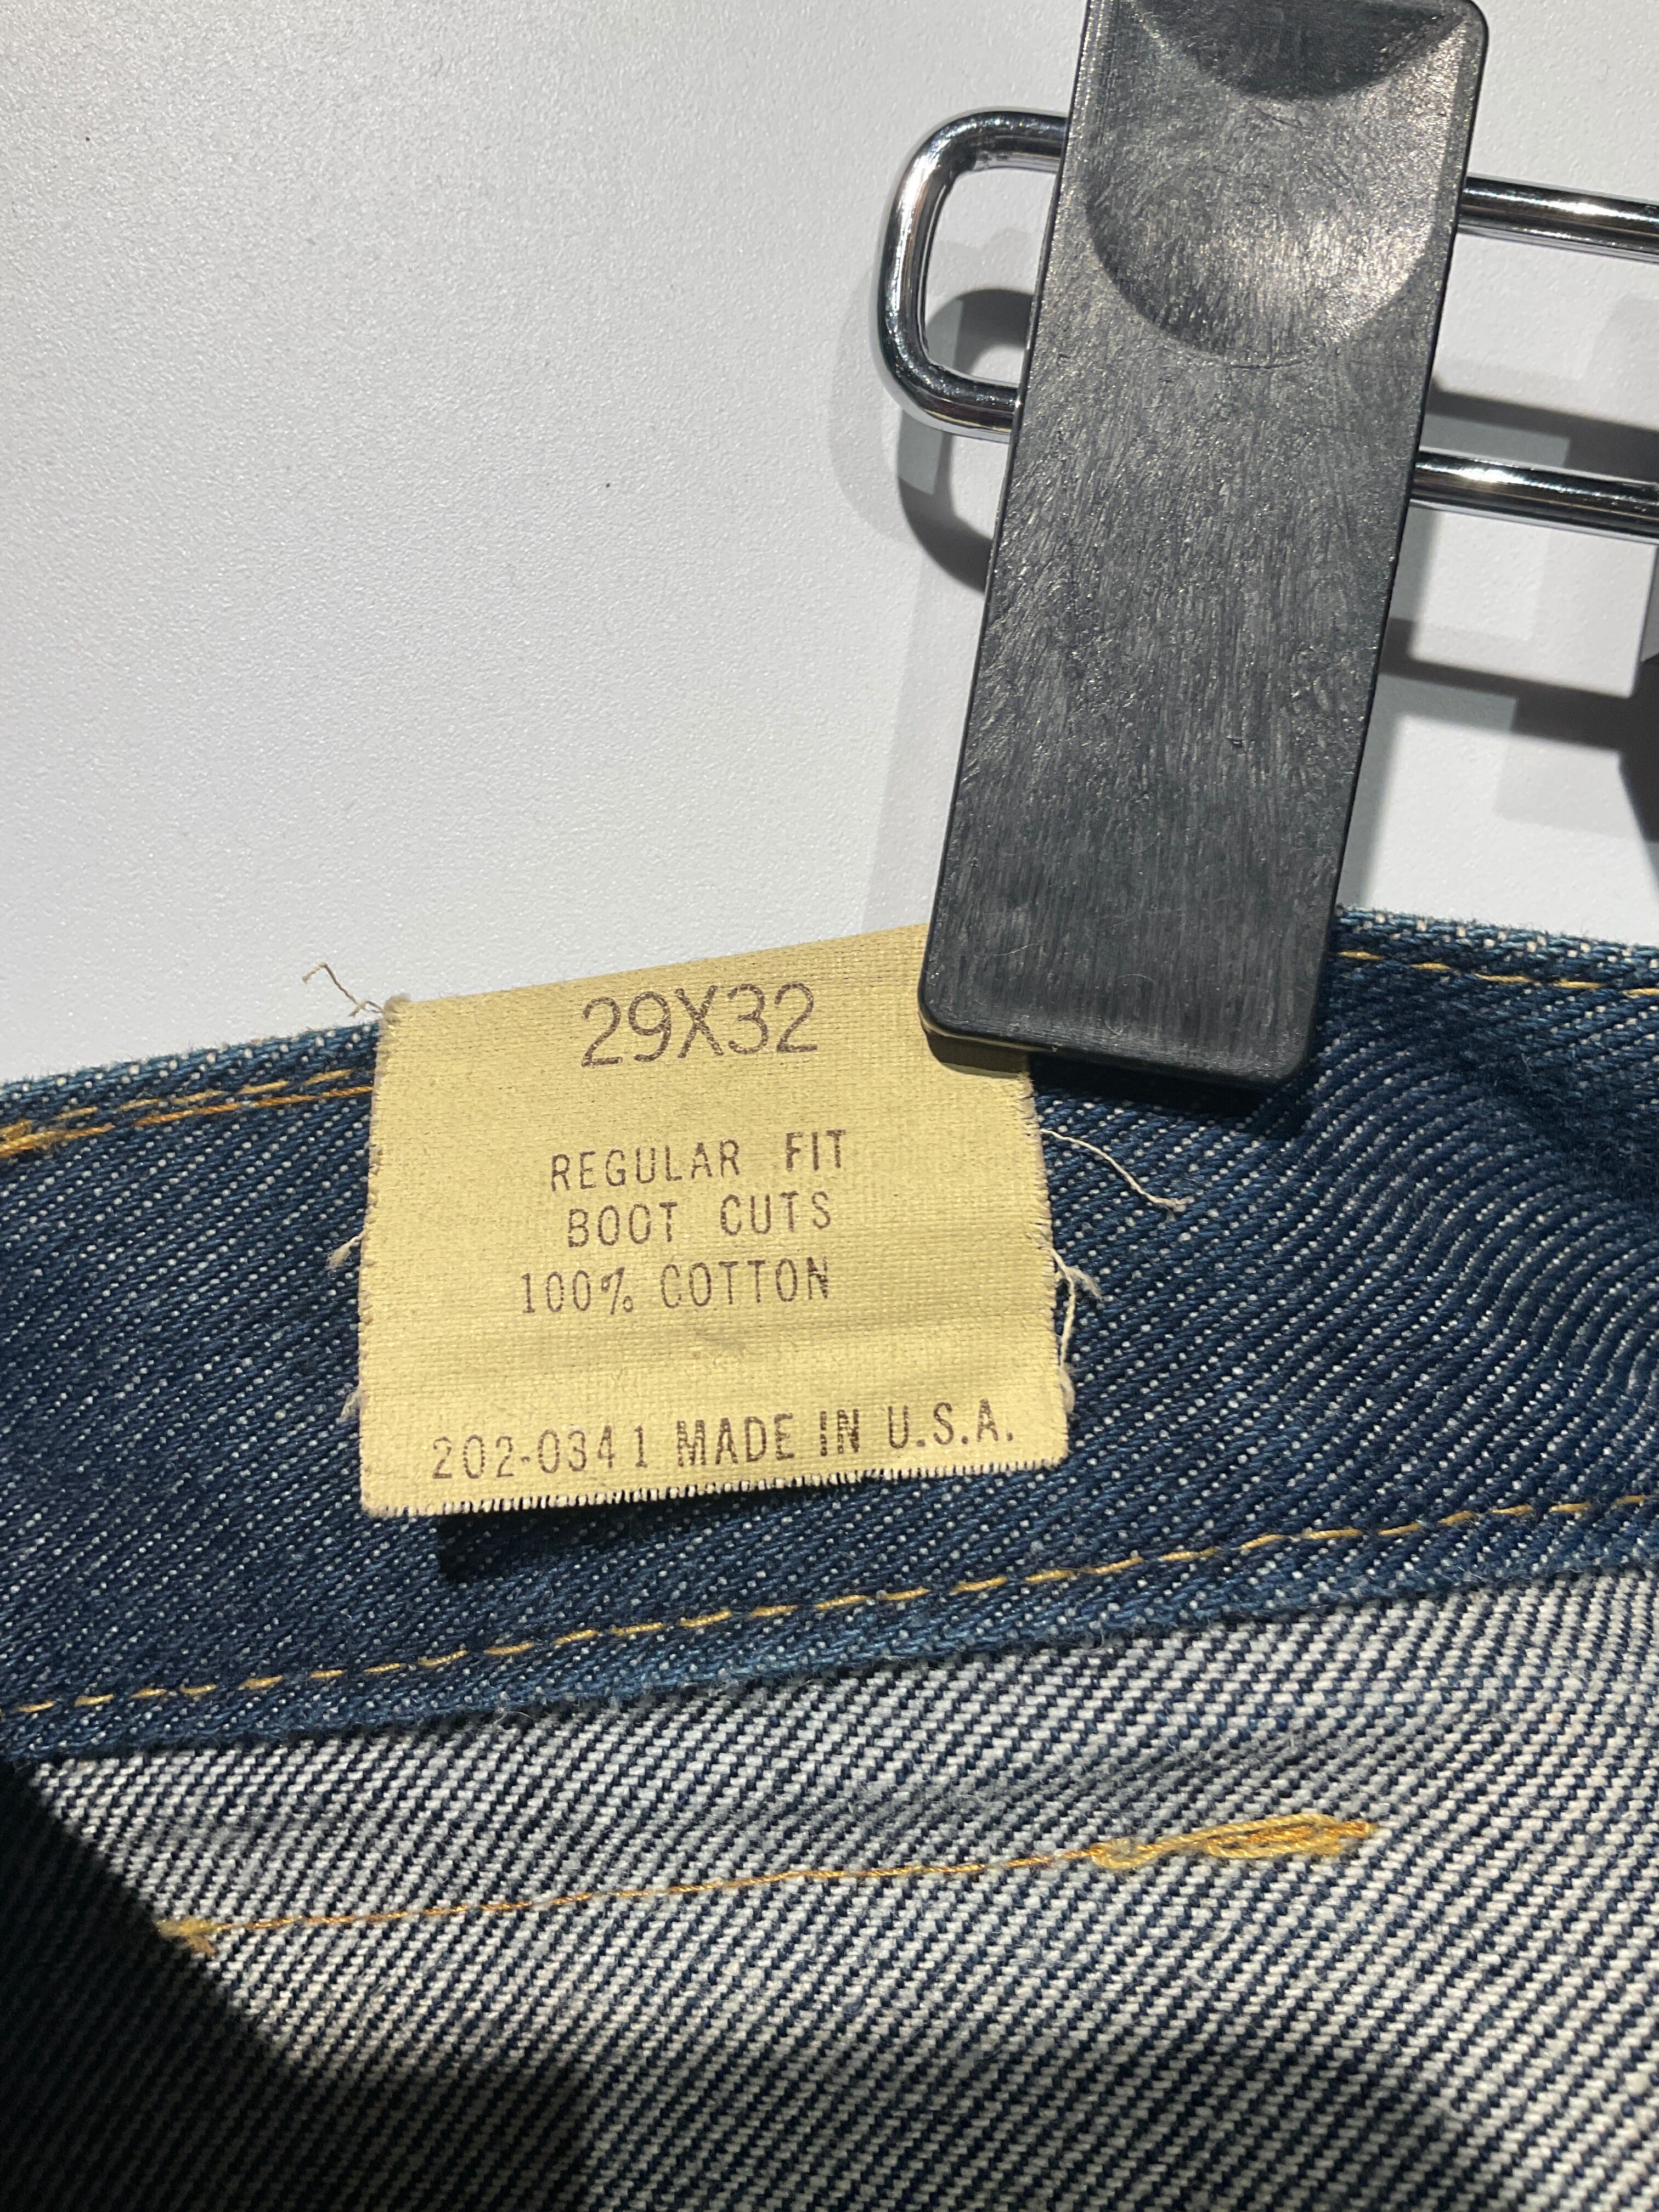 29X32
REGULAR FIT
BOOT CUTS
100% COTTON
202-0341 MADE IN U.S.A.